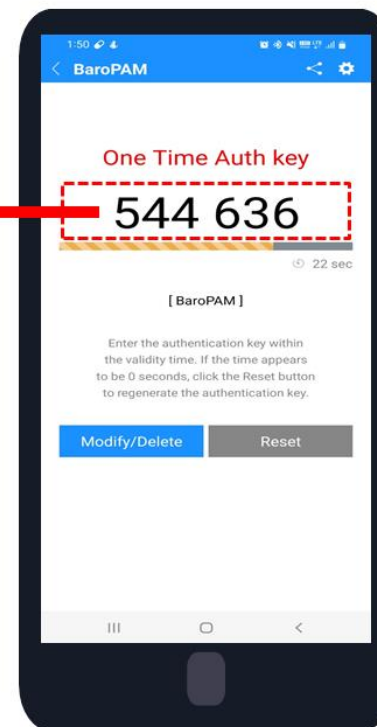 1:50
BaroPAM
One Time Auth key
544 636
22 sec
[ BaroPAM ]
Enter the authentication key within
the validity time. If the time appears
to be 0 seconds, click the Reset button
to regenerate the authentication key.
Modify/Delete Reset